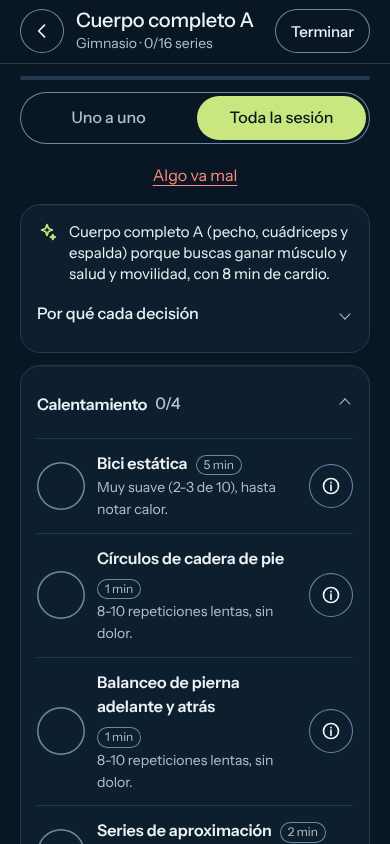 Cuerpo completo A
Gimnasio · 0/16 series
Terminar
Uno a uno
Toda la sesión
Algo va mal
Cuerpo completo A (pecho, cuádriceps y
espalda) porque buscas ganar músculo y
salud y movilidad, con 8 min de cardio.
Por qué cada decisión
Calentamiento 0/4
Bici estática 5 min
Muy suave (2-3 de 10), hasta
notar calor.
Círculos de cadera de pie
1 min
8-10 repeticiones lentas, sin
dolor.
Balanceo de pierna
adelante y atrás
1 min
8-10 repeticiones lentas, sin
dolor.
Series de aproximación 2 min